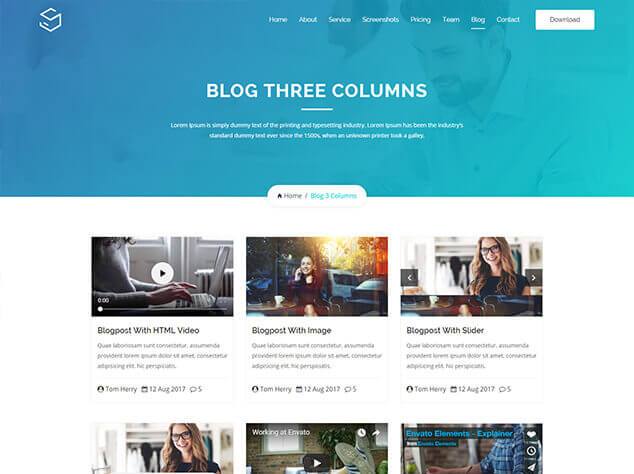 Home About Service Screenshots Pricing Team Blog Contact Download
BLOG THREE COLUMNS
Lorem Ipsum is simply dummy text of the printing and typesetting industry. Lorem Ipsum has been the industry's
standard dummy text ever since the 1500s, when an unknown printer took a galley.
Home / Blog 3 Columns
0:00
Blogpost With HTML Video
Quae laboriosam sunt consectetur, assumenda
provident lorem ipsum dolor sit amet, consectetur
adipisicing elit. hic perspiciatis.
Tom Herry 12 Aug 2017 5
Blogpost With Image
Quae laboriosam sunt consectetur, assumenda
provident lorem ipsum dolor sit amet, consectetur
adipisicing elit, hic perspiciatis.
Tom Herry 12 Aug 2017 5
Blogpost With Slider
Quae laboriosam sunt consectetur, assumenda
provident lorem ipsum dolor sit amet, consectetur
adipisicing elit. hic perspiciatis.
Tom Herry 12 Aug 2017 5
Working at Envato
Envato Elements - Explainer
from Envato Elements